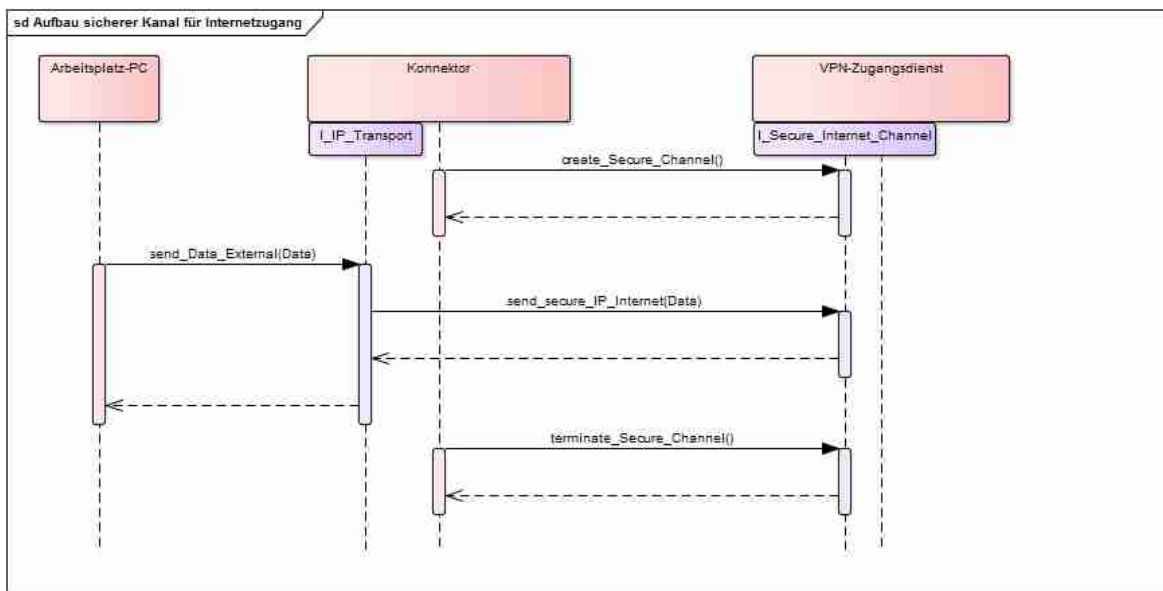 sd Aufbau sicherer Kanal für Internetzugang
Arbeitsplatz-PC
Konnektor
VPN-Zugangsdienst
I_IP_Transport
I_Secure_Internet_Channel
create_Secure_Channel()
send_Data_External(Data)
send_secure_IP_Internet(Data)
terminate_Secure_Channel()